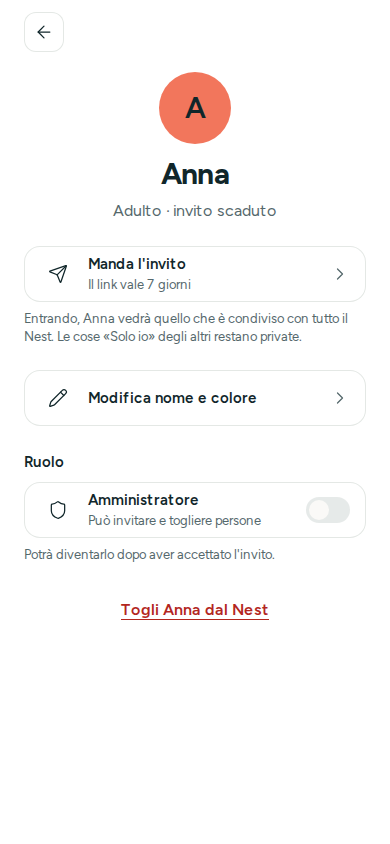 A
Anna
Adulto · invito scaduto
Manda l'invito
Il link vale 7 giorni
Entrando, Anna vedrà quello che è condiviso con tutto il
Nest. Le cose «Solo io» degli altri restano private.
Modifica nome e colore
Ruolo
Amministratore
Può invitare e togliere persone
Potrà diventarlo dopo aver accettato l'invito.
Togli Anna dal Nest